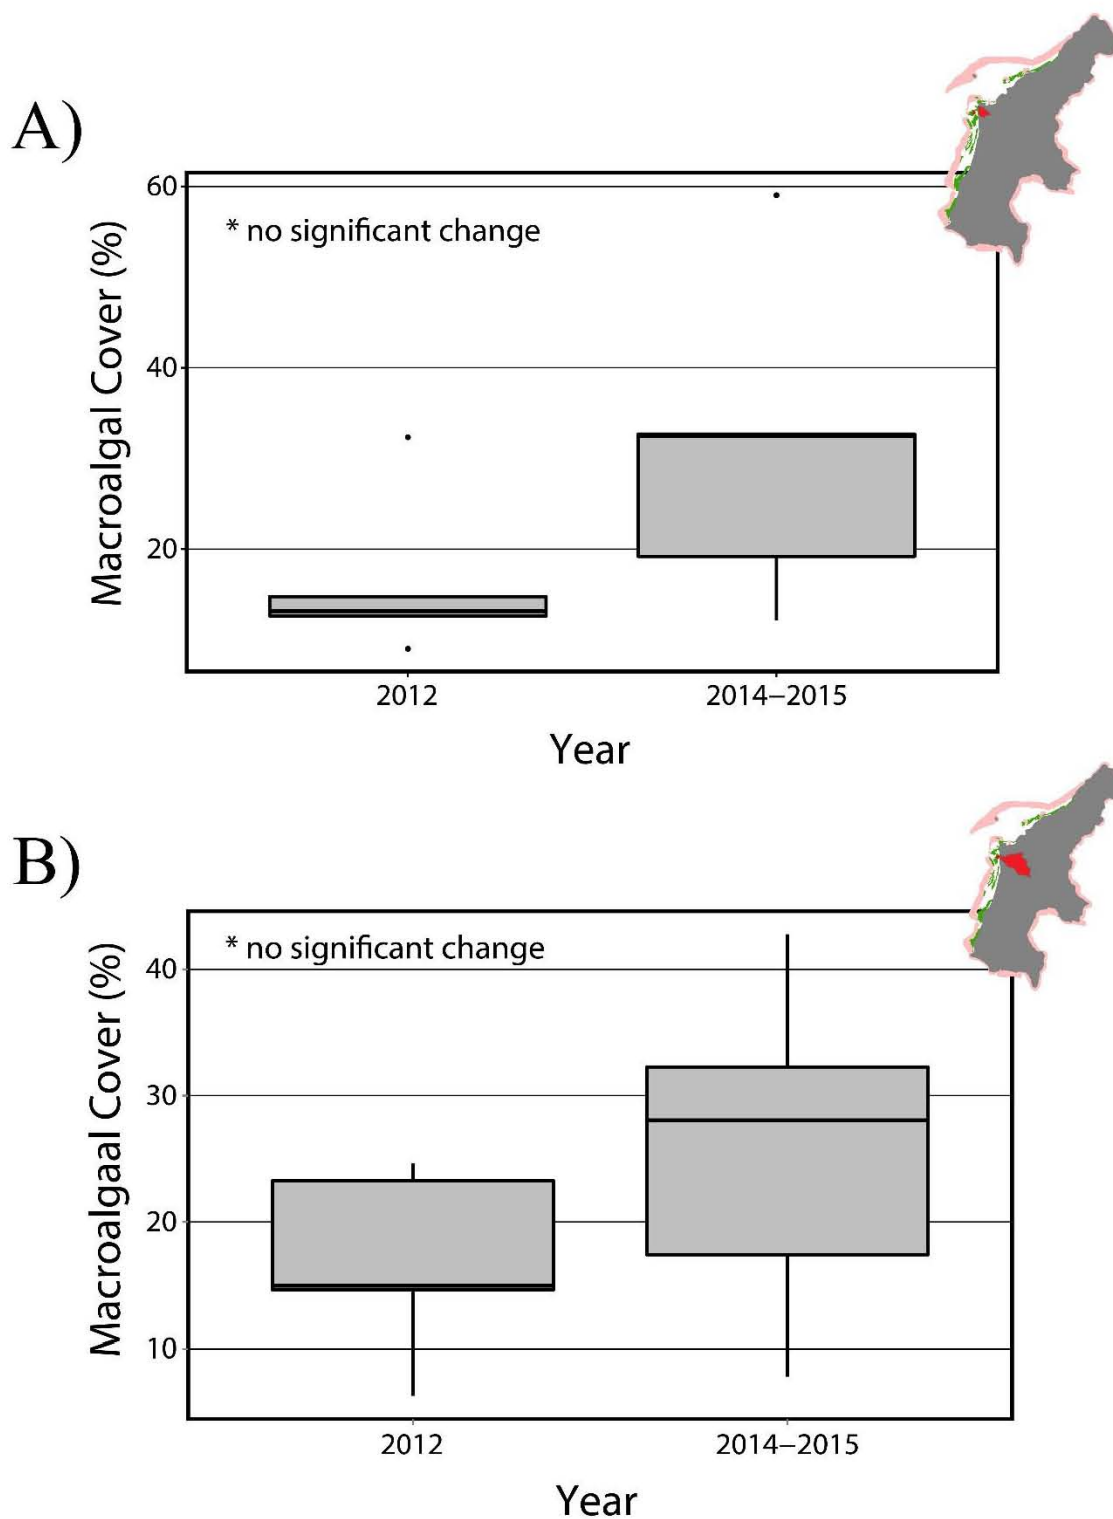 A)
60
* no significant change
40
20
Macroalgal Cover (%)
2012
2014–2015
Year
B)
* no significant change
40
30
20
10
Macroalgaal Cover (%)
2012
2014–2015
Year